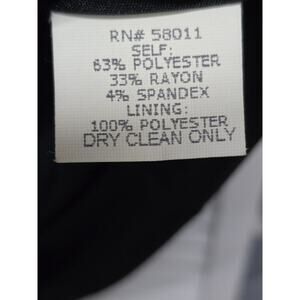 RN# 58011
SELF:
63% POLYESTER
33% RAYON
4% SPANDEX
LINING:
100% POLYESTER
DRY CLEAN ONLY